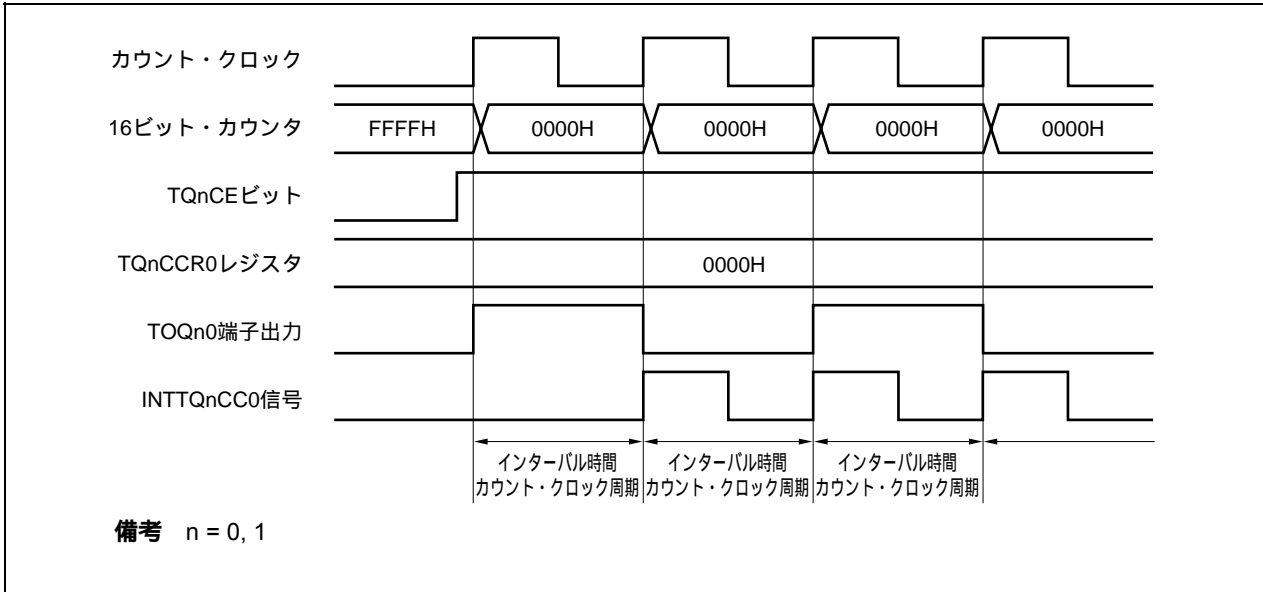 カウント・クロック
16ビット・カウンタ
FFFFH
0000H
0000H
0000H
0000H
TQnCEビット
TQnCCR0レジスタ
0000H
TOQn0端子出力
INTTQnCC0信号
インターバル時間
カウント・クロック周期
インターバル時間
カウント・クロック周期
インターバル時間
カウント・クロック周期
備考 n = 0, 1